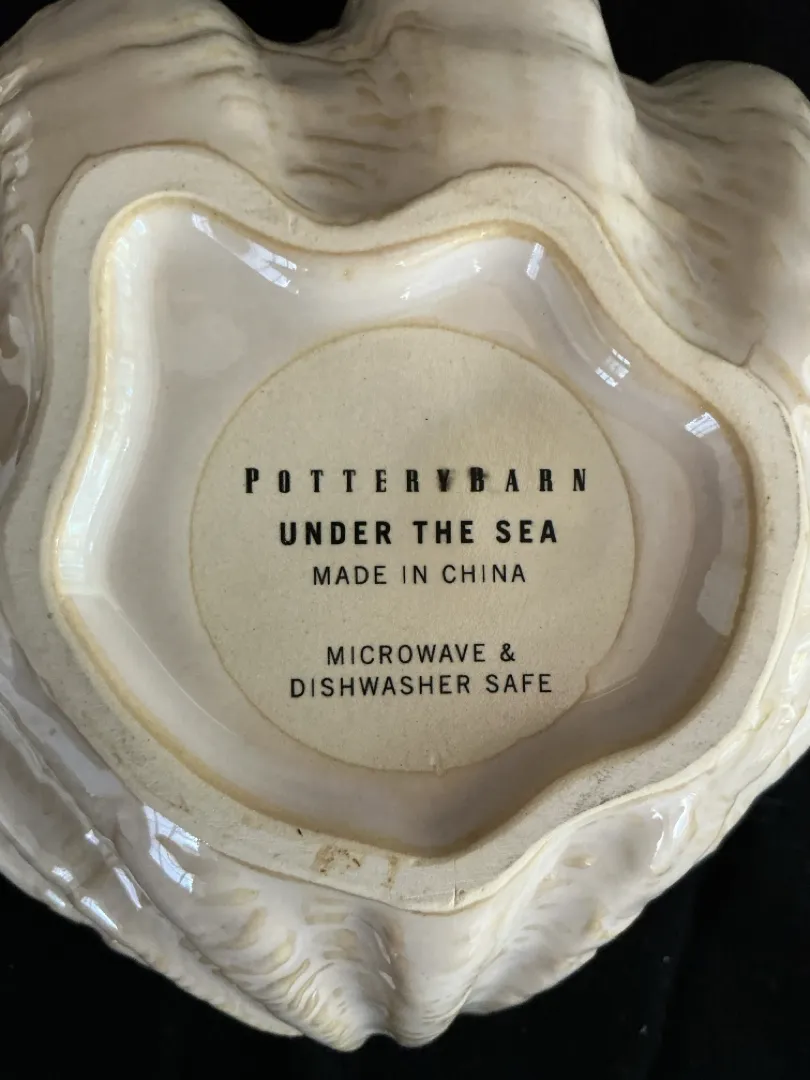 POTTERYBARN
UNDER THE SEA
MADE IN CHINA
MICROWAVE &
DISHWASHER SAFE